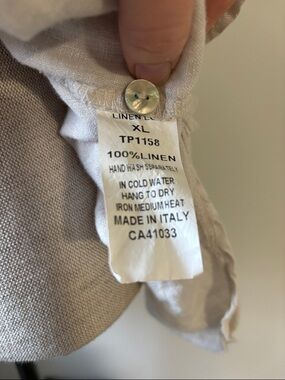 LINEN
XL
TP1158
100%LINEN
HAND WASH SEPARATELY
IN COLD WATER
HANG TO DRY
IRON MEDIUM HEAT
MADE IN ITALY
CA41033